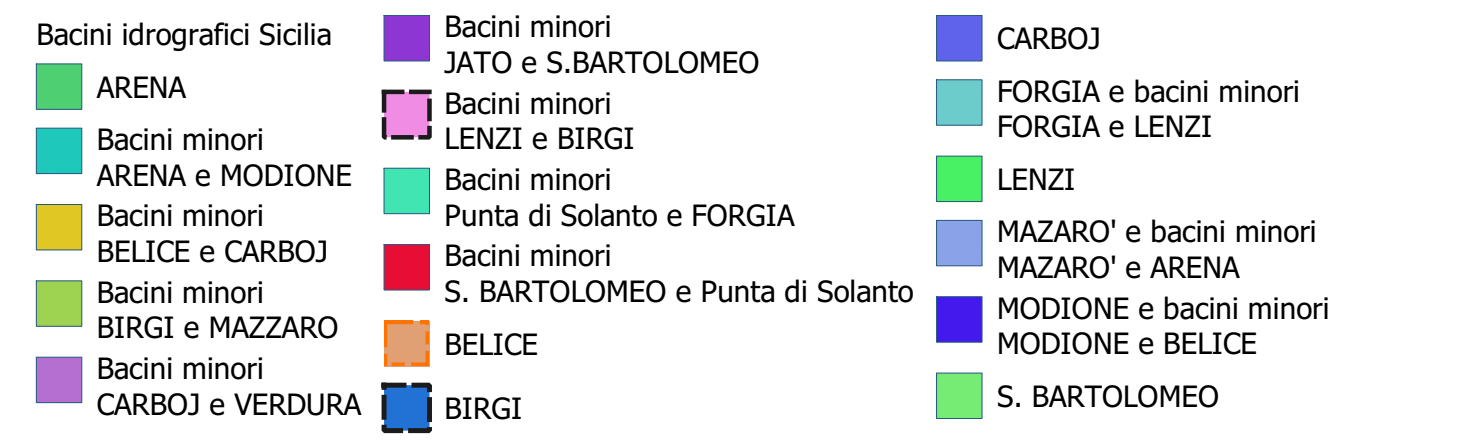 Bacini idrografici Sicilia
ARENA
Bacini minori
ARENA e MODIONE
Bacini minori
BELICE e CARBOJ
Bacini minori
BIRGI e MAZZARO
Bacini minori
CARBOJ e VERDURA
Bacini minori
JATO e S.BARTOLOMEO
Bacini minori
LENZI e BIRGI
Bacini minori
Punta di Solanto e FORGIA
Bacini minori
S. BARTOLOMEO e Punta di Solanto
BELICE
BIRGI
CARBOJ
FORGIA e bacini minori
FORGIA e LENZI
LENZI
MAZARO' e bacini minori
MAZARO' e ARENA
MODIONE e bacini minori
MODIONE e BELICE
S. BARTOLOMEO